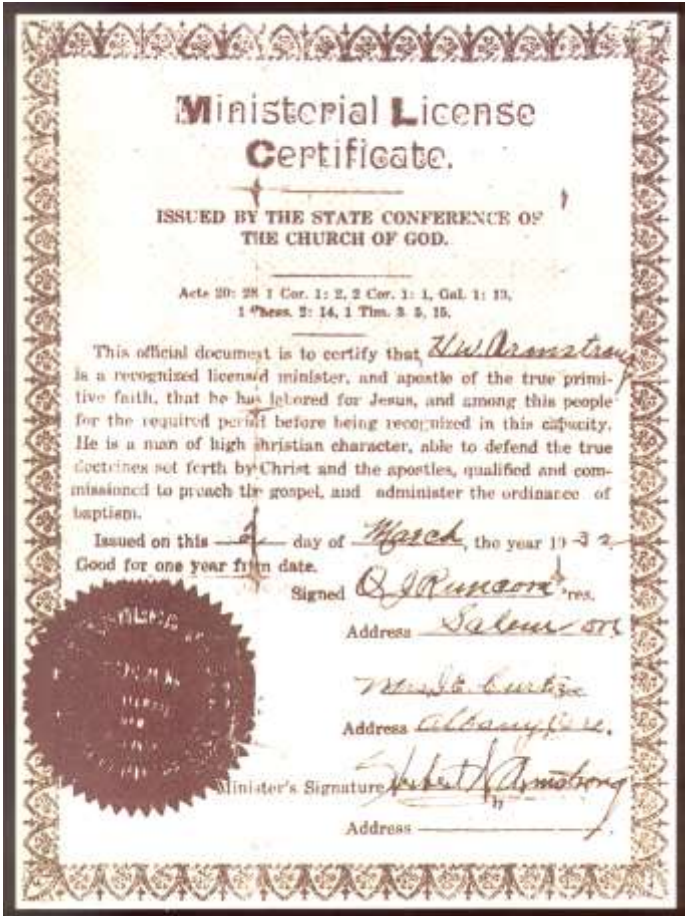 Ministerial License
Certificate.
ISSUED BY THE STATE CONFERENCE OF
THE CHURCH OF GOD.
Acts 20: 28 1 Cor. 1: 2, 2 Cor. 1: 1, Gal. 1: 13,
1 Thess. 2: 14, 1 Tim. 3. 5, 15.
This official document is to certify that H W Armstrong
is a recognized licensed minister, and apostle of the true primi-
tive faith, that he has labored for Jesus, and among this people
for the required period before being recognized in this capacity.
He is a man of high christian character, able to defend the true
doctrines set forth by Christ and the apostles, qualified and com-
missioned to preach the gospel, and administer the ordinance of
baptism.
Issued on this 2 day of March, the year 1932
Good for one year from date.
Signed O J Runcorn Pres.
Address Salem Ore
Mrs I E Curtis
Address Albany, Ore.
Minister's Signature Herbert W Armstrong
Address